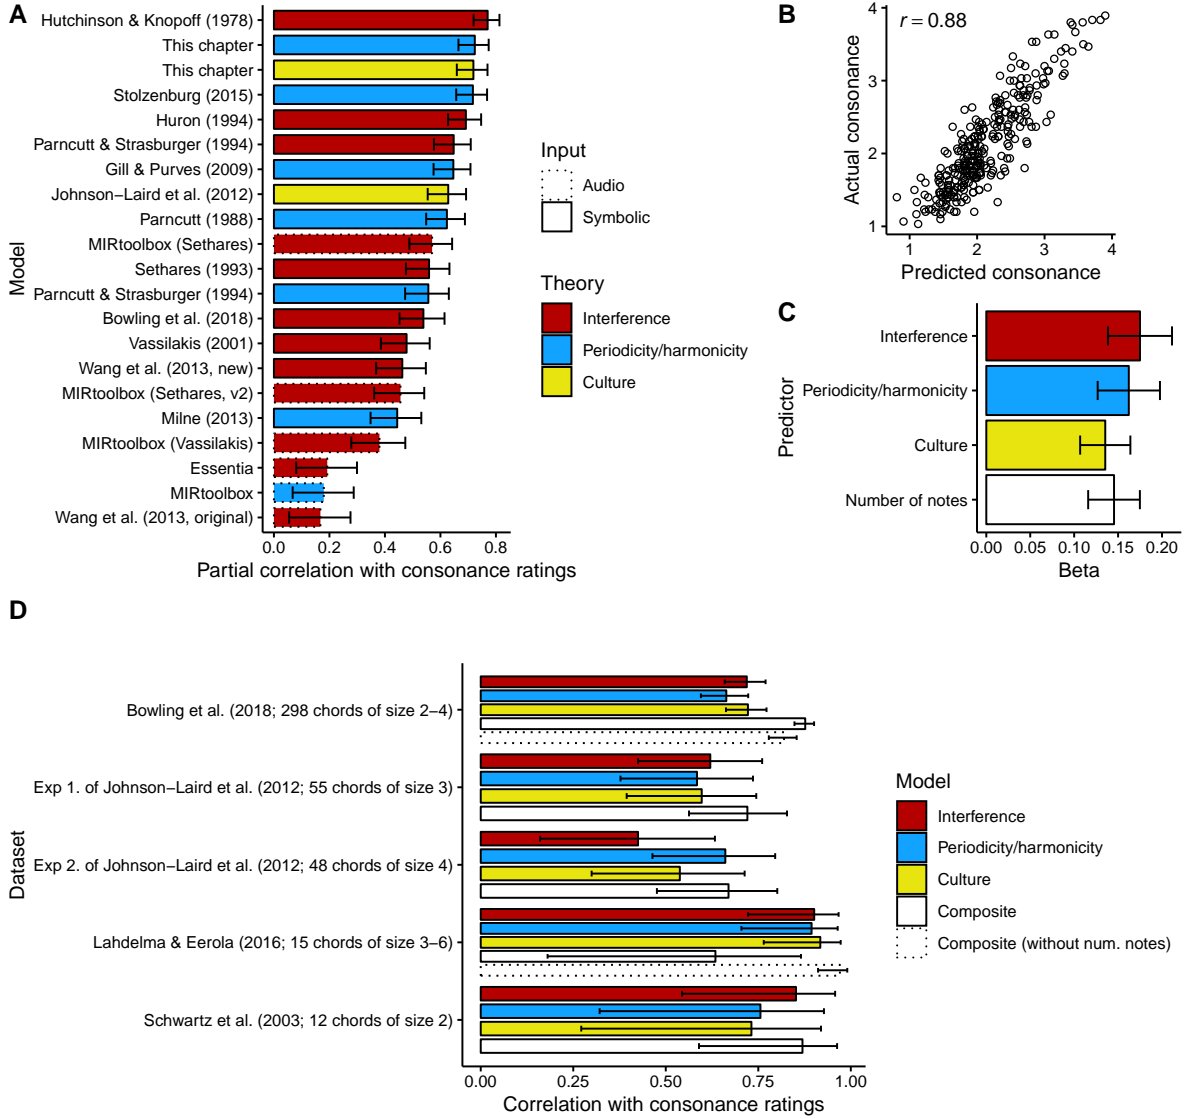 A
Hutchinson & Knopoff (1978)
This chapter
This chapter
Stolzenburg (2015)
Huron (1994)
Parncutt & Strasburger (1994)
Gill & Purves (2009)
Johnson−Laird et al. (2012)
Parncutt (1988)
MIRtoolbox (Sethares)
Sethares (1993)
Parncutt & Strasburger (1994)
Bowling et al. (2018)
Vassilakis (2001)
Wang et al. (2013, new)
MIRtoolbox (Sethares, v2)
Milne (2013)
MIRtoolbox (Vassilakis)
Essentia
MIRtoolbox
Wang et al. (2013, original)
Model
0.0 0.2 0.4 0.6 0.8
Partial correlation with consonance ratings
Input
Audio
Symbolic
Theory
Interference
Periodicity/harmonicity
Culture
B
r = 0.88
4
3
2
1
Actual consonance
1 2 3 4
Predicted consonance
C
Interference
Periodicity/harmonicity
Culture
Number of notes
Predictor
0.00 0.05 0.10 0.15 0.20
Beta
D
Bowling et al. (2018; 298 chords of size 2−4)
Exp 1. of Johnson−Laird et al. (2012; 55 chords of size 3)
Exp 2. of Johnson−Laird et al. (2012; 48 chords of size 4)
Lahdelma & Eerola (2016; 15 chords of size 3−6)
Schwartz et al. (2003; 12 chords of size 2)
Dataset
0.00 0.25 0.50 0.75 1.00
Correlation with consonance ratings
Model
Interference
Periodicity/harmonicity
Culture
Composite
Composite (without num. notes)